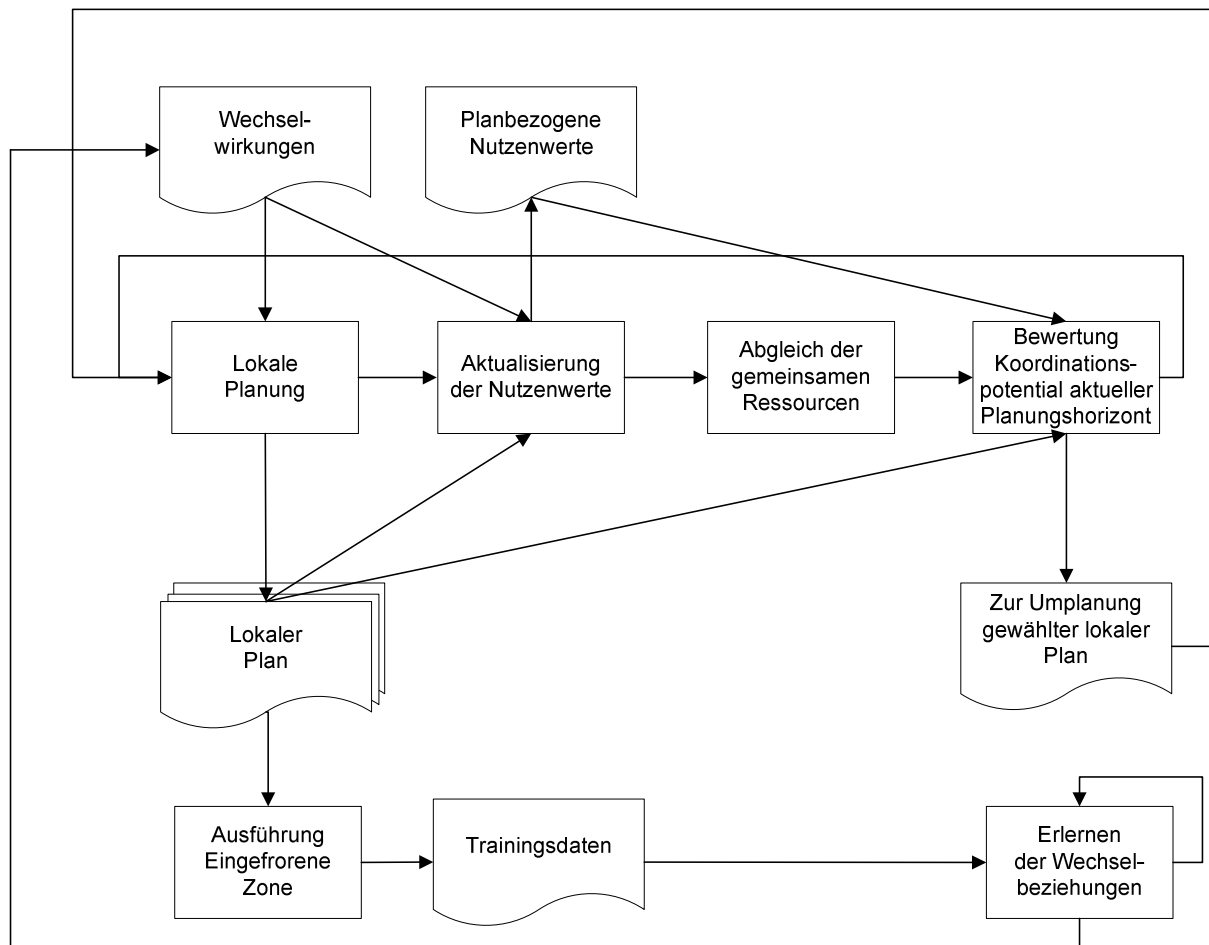 Wechsel-
wirkungen
Planbezogene
Nutzenwerte
Lokale
Planung
Aktualisierung
der Nutzenwerte
Abgleich der
gemeinsamen
Ressourcen
Bewertung
Koordinations-
potential aktueller
Planungshorizont
Lokaler
Plan
Zur Umplanung
gewählter lokaler
Plan
Ausführung
Eingefrorene
Zone
Trainingsdaten
Erlernen
der Wechsel-
beziehungen